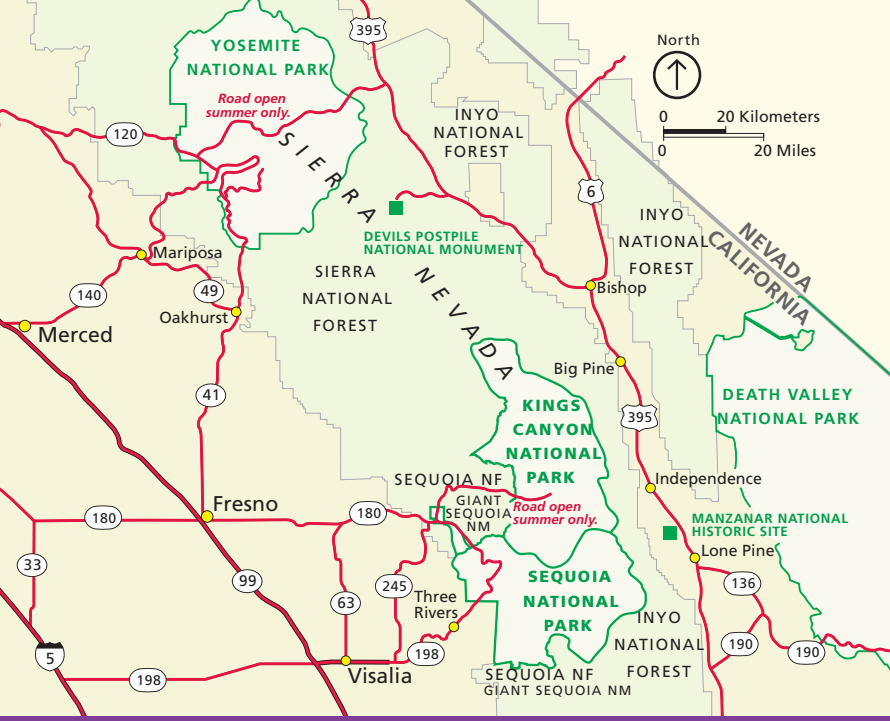 395
YOSEMITE
NATIONAL PARK
North
Road open
summer only.
0 20 Kilometers
0 20 Miles
120
INYO
NATIONAL
FOREST
SIERRA NEVADA
6
INYO
NATIONAL
FOREST
DEVILS POSTPILE
NATIONAL MONUMENT
NEVADA
CALIFORNIA
Mariposa
SIERRA
NATIONAL
FOREST
140
49
Bishop
Oakhurst
Merced
Big Pine
41
DEATH VALLEY
NATIONAL PARK
KINGS
CANYON
NATIONAL
PARK
395
SEQUOIA NF
Independence
GIANT
SEQUOIA
NM
Road open
summer only.
Fresno
180
180
MANZANAR NATIONAL
HISTORIC SITE
Lone Pine
33
99
245
63
Three
Rivers
SEQUOIA
NATIONAL
PARK
136
INYO
NATIONAL
FOREST
190
190
5
198
Visalia
198
SEQUOIA NF
GIANT SEQUOIA NM